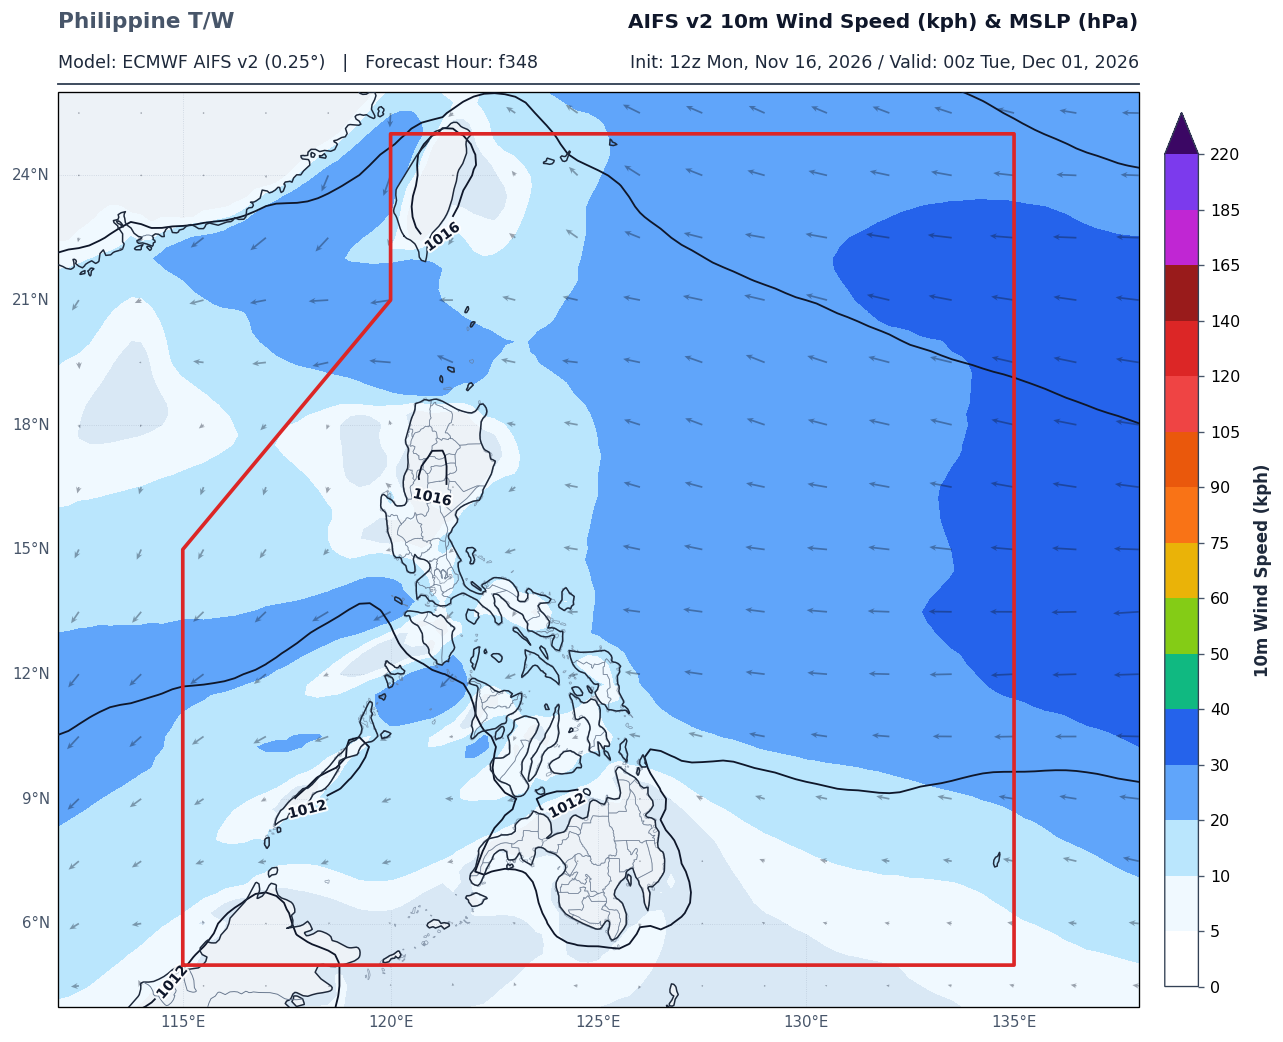 Philippine T/W
AIFS v2 10m Wind Speed (kph) & MSLP (hPa)
Model: ECMWF AIFS v2 (0.25°) | Forecast Hour: f348
Init: 12z Mon, Nov 16, 2026 / Valid: 00z Tue, Dec 01, 2026
24°N
21°N
18°N
15°N
12°N
9°N
6°N
115°E
120°E
125°E
130°E
135°E
1016
1016
1012
1012
1012
220
185
165
140
120
105
90
75
60
50
40
30
20
10
5
0
10m Wind Speed (kph)